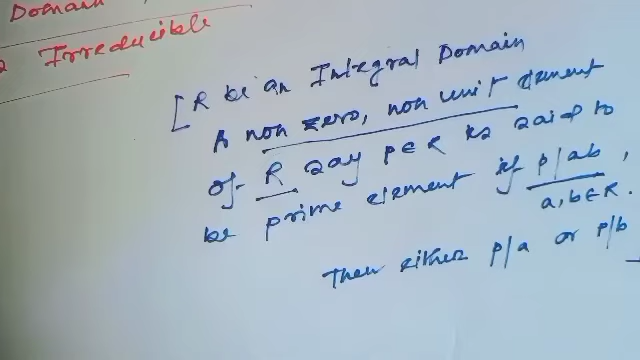 Domain
Irreducible
[R be an Integral Domain
A non zero, non unit element
of R say p∈R is said to
be prime element if p/ab,
a,b∈R.
Then either p/a or p/b